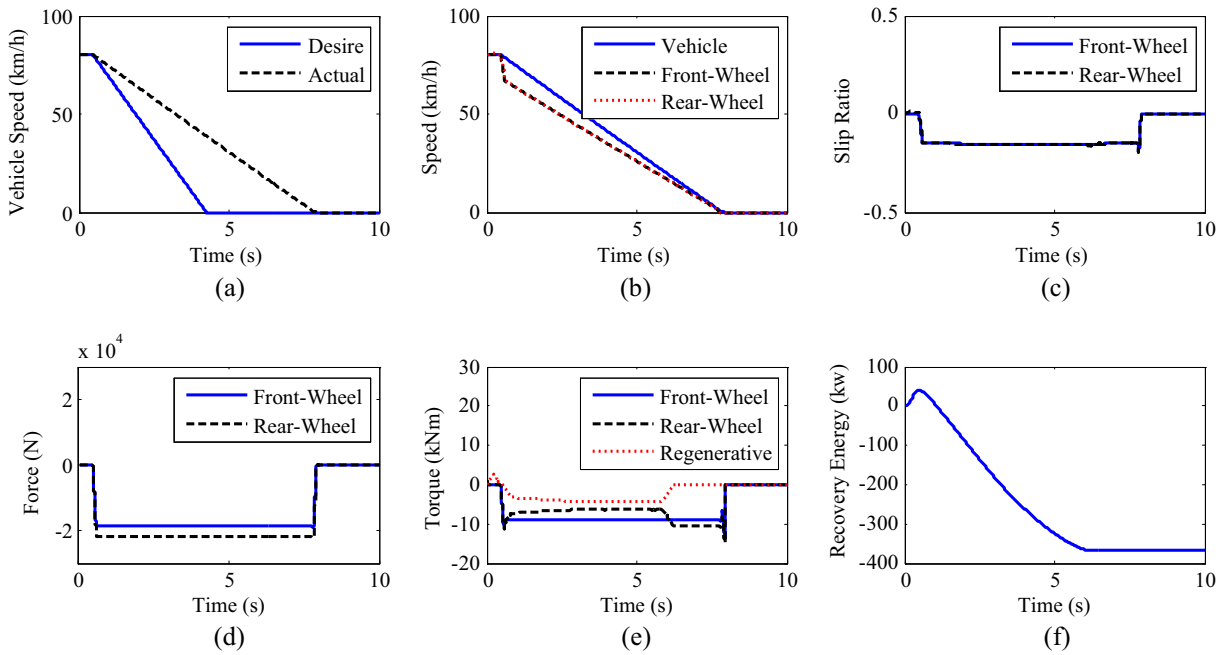 Vehicle Speed (km/h)
100
50
0
Desire
Actual
0 5 10
Time (s)
(a)
Speed (km/h)
100
50
0
Vehicle
Front-Wheel
Rear-Wheel
0 5 10
Time (s)
(b)
Slip Ratio
0.5
0
-0.5
Front-Wheel
Rear-Wheel
0 5 10
Time (s)
(c)
x 10^4
Force (N)
2
0
-2
Front-Wheel
Rear-Wheel
0 5 10
Time (s)
(d)
Torque (kNm)
30
20
10
0
-10
-20
Front-Wheel
Rear-Wheel
Regenerative
0 5 10
Time (s)
(e)
Recovery Energy (kw)
100
0
-100
-200
-300
-400
0 5 10
Time (s)
(f)